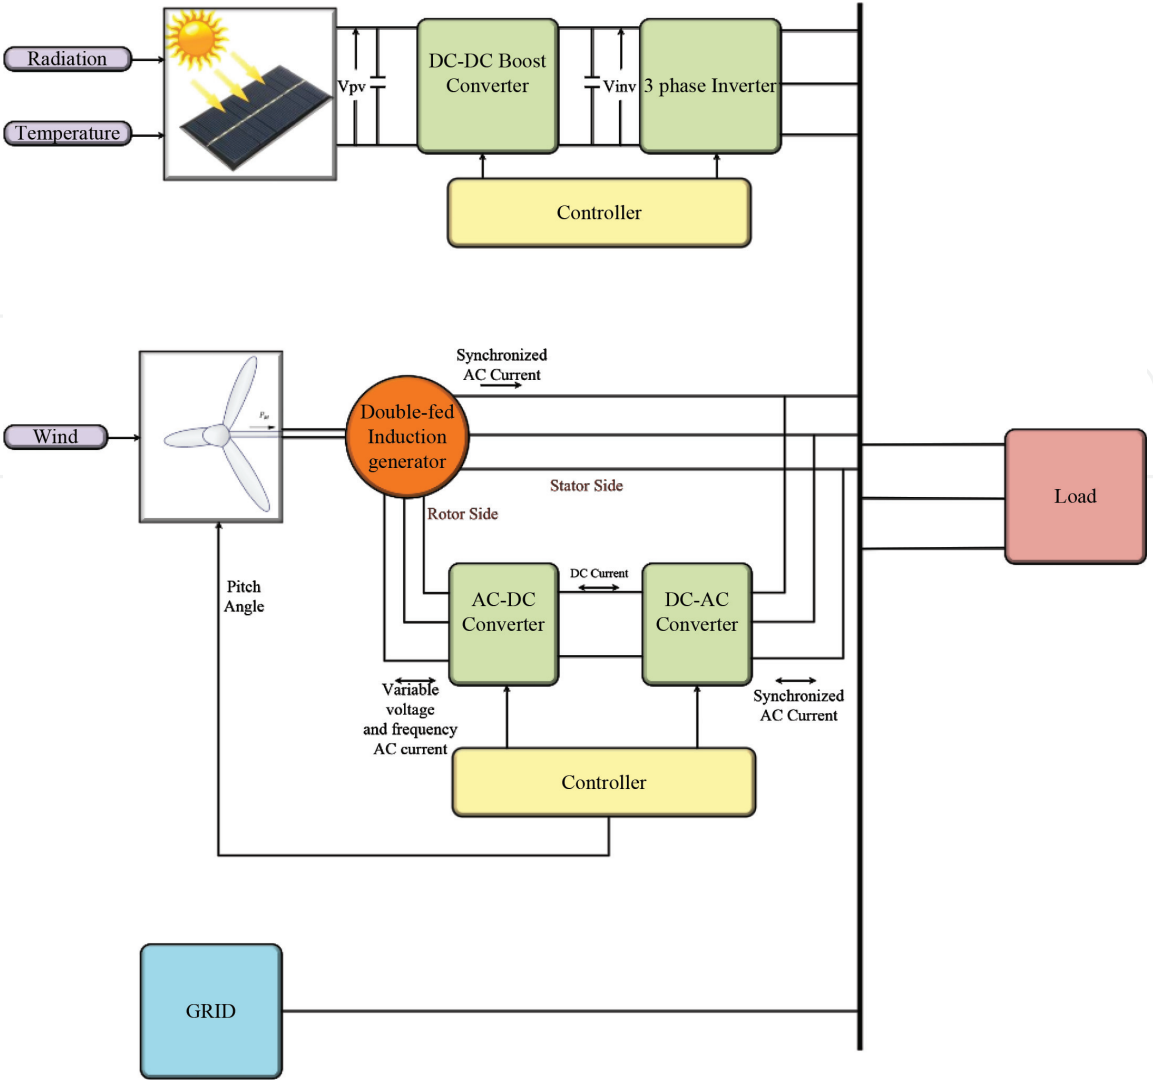 Radiation
Temperature
Vpv
DC-DC Boost
Converter
Vinv
3 phase Inverter
Controller
Wind
Synchronized
AC Current
Double-fed
Induction
generator
Stator Side
Rotor Side
Load
Pitch
Angle
AC-DC
Converter
DC Current
DC-AC
Converter
Variable
voltage
and frequency
AC current
Synchronized
AC Current
Controller
GRID